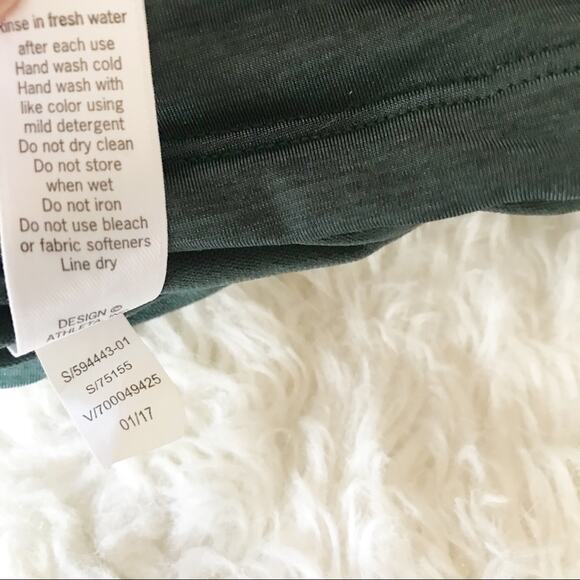 Rinse in fresh water
after each use
Hand wash cold
Hand wash with
like color using
mild detergent
Do not dry clean
Do not store
when wet
Do not iron
Do not use bleach
or fabric softeners
Line dry
DESIGN ©
ATHLETA
S/594443-01
S/75155
V/700049425
01/17